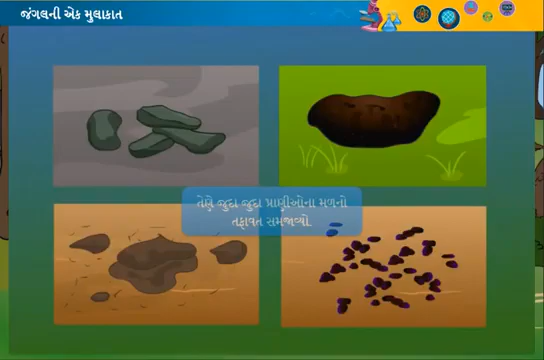 જંગલની એક મુલાકાત
તેણે જુદા જુદા પ્રાણીઓના મળનો
તફાવત સમજાવ્યો.